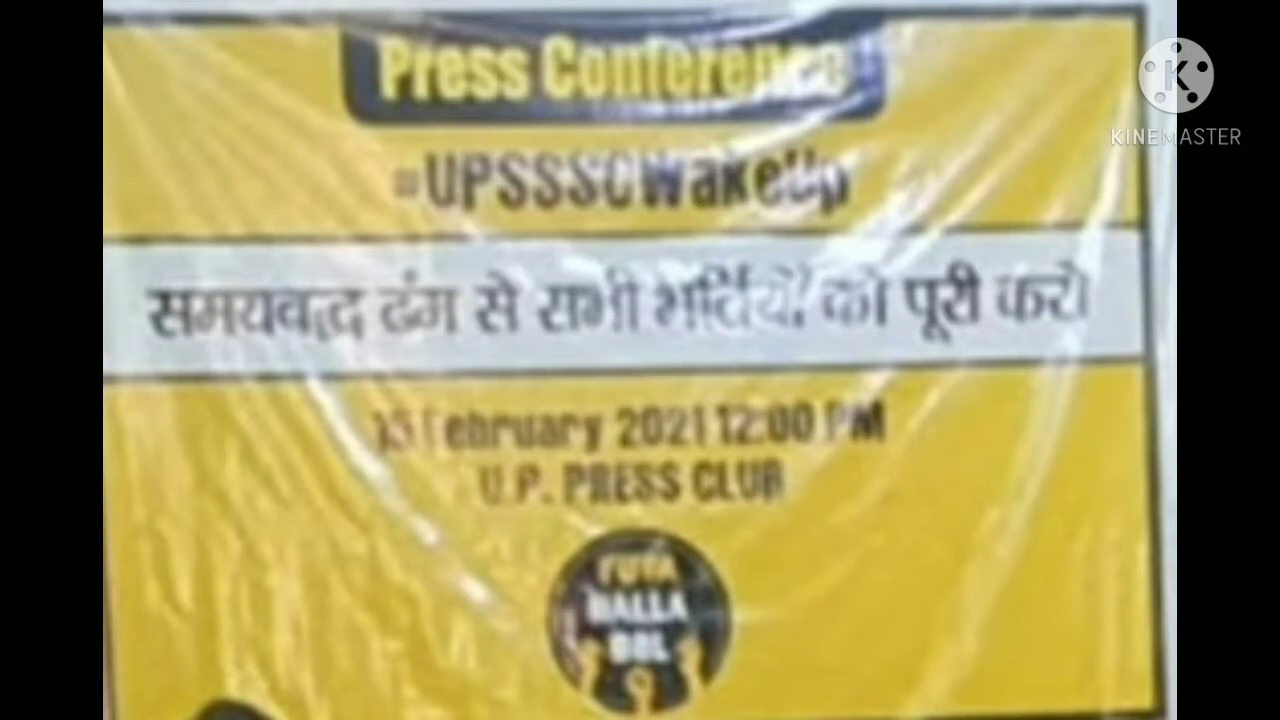 Press Conference
#UPSSSCWakeUp
समयबद्ध ढंग से सभी भर्तियों को पूरी करो
February 2021 12:00 PM
U.P. PRESS CLUB
YUVA
HALLA
BOL
K
KINEMASTER